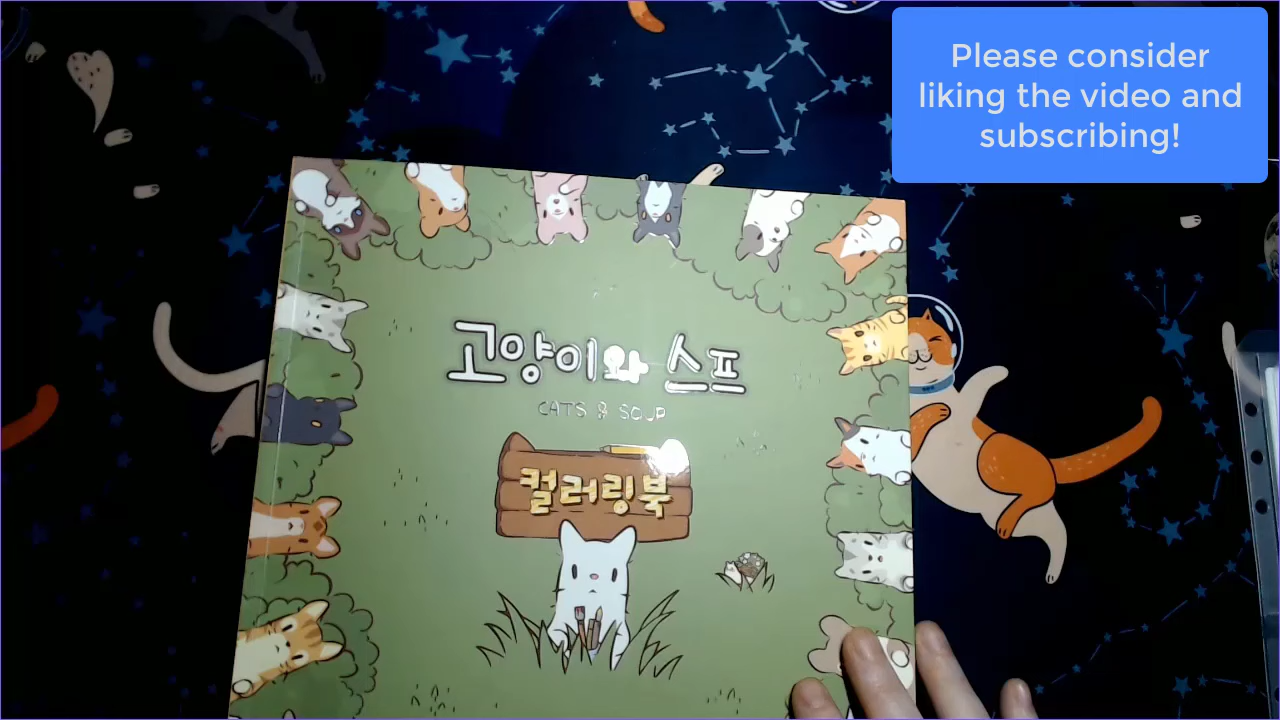 Please consider
liking the video and
subscribing!
고양이와 스프
CATS & SOUP
컬러링북